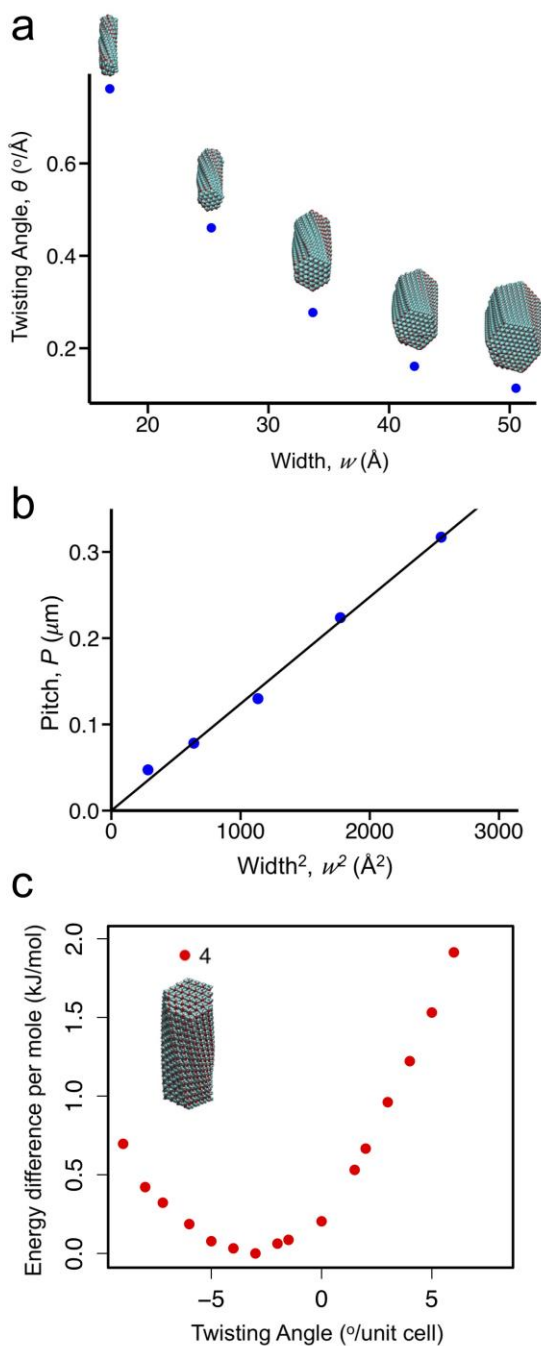 a
Twisting Angle, θ (°/Å)
0.6
0.4
0.2
20 30 40 50
Width, w (Å)
b
Pitch, P (μm)
0.3
0.2
0.1
0.0
0 1000 2000 3000
Width², w² (Å²)
c
Energy difference per mole (kJ/mol)
2.0
1.5
1.0
0.5
0.0
4
−5 0 5
Twisting Angle (°/unit cell)